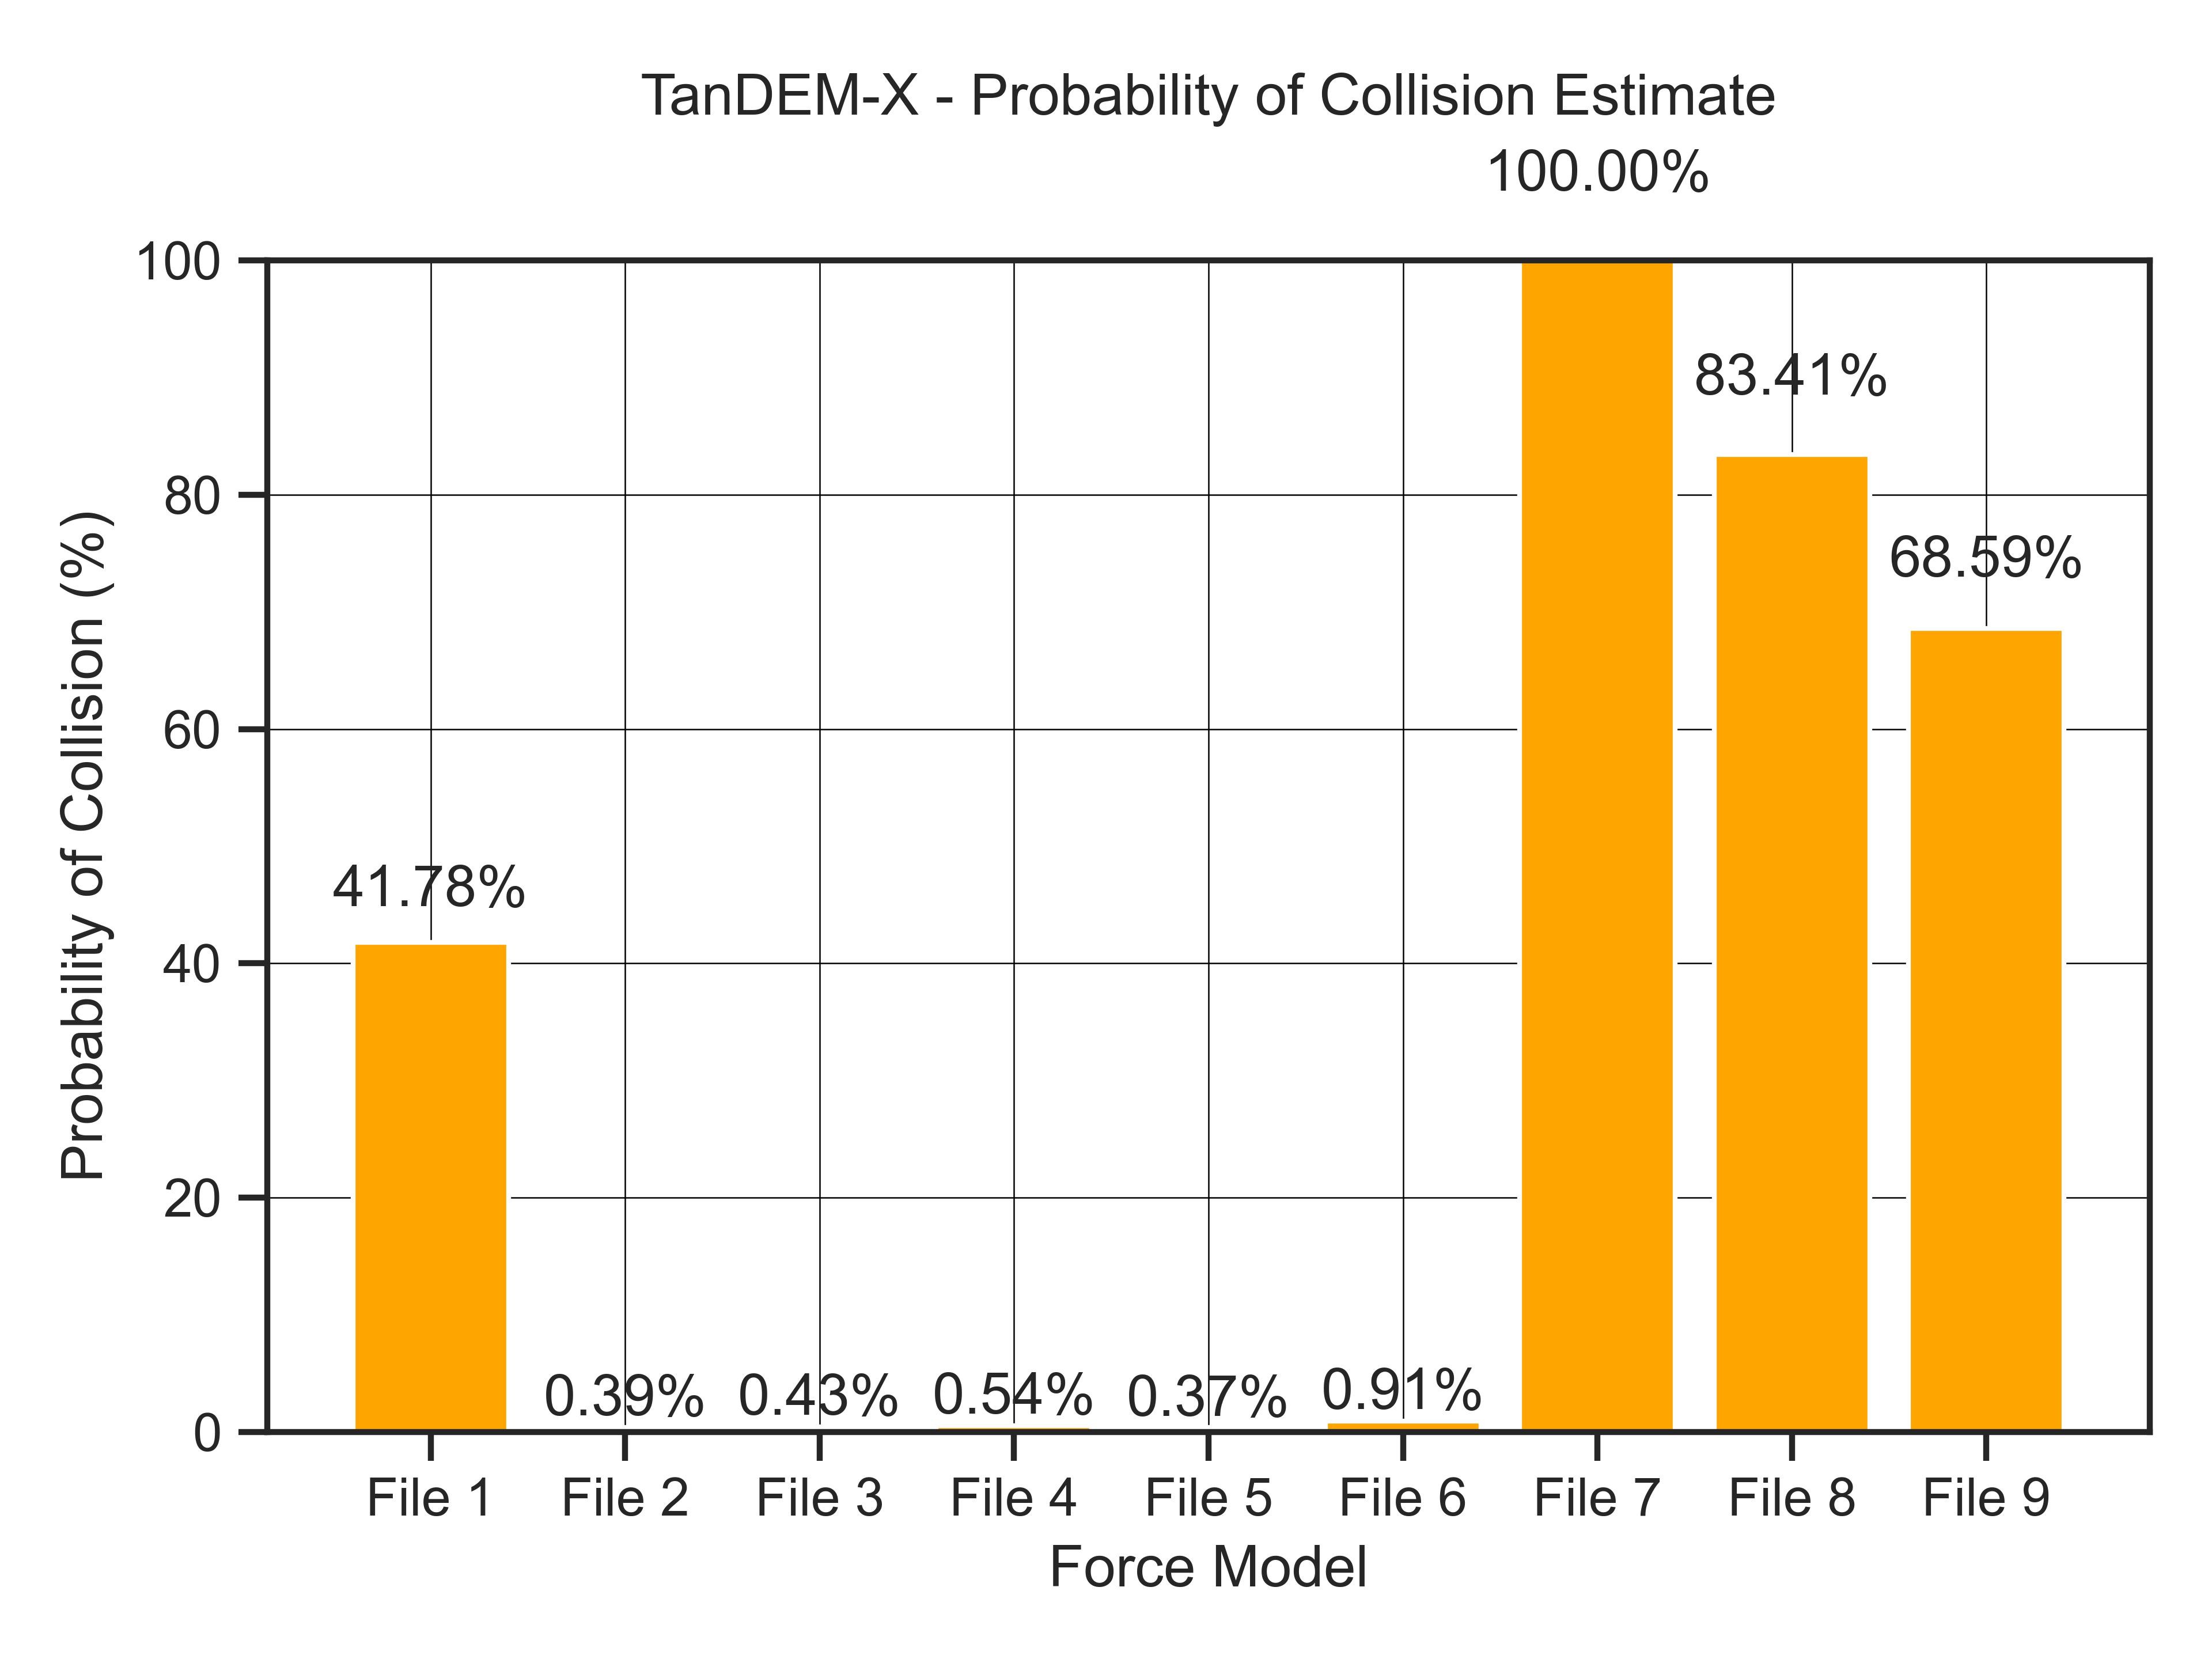 TanDEM-X - Probability of Collision Estimate
100.00%
100
83.41%
80
68.59%
60
41.78%
40
20
0.39% 0.43% 0.54% 0.37% 0.91%
0
Probability of Collision (%)
File 1 File 2 File 3 File 4 File 5 File 6 File 7 File 8 File 9
Force Model